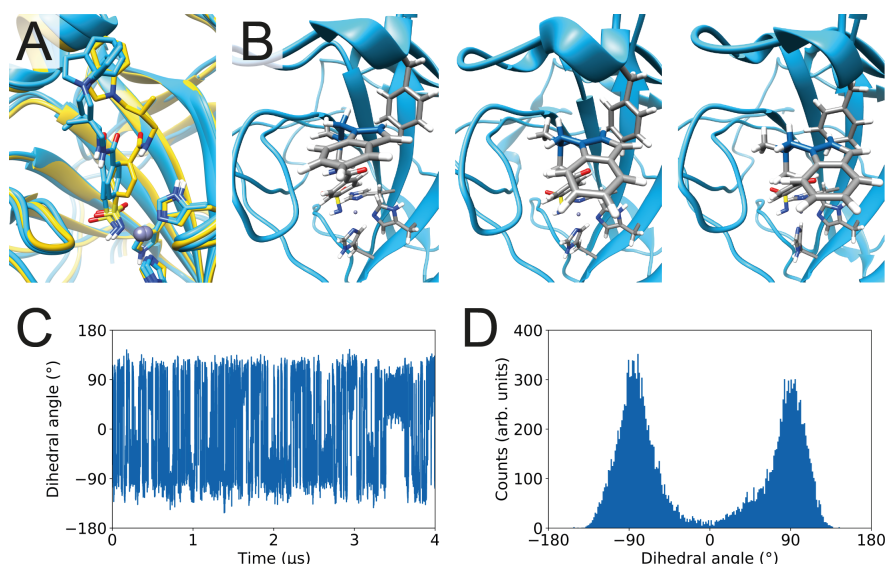 A
B
C
180
90
0
−90
−180
Dihedral angle (°)
0 1 2 3 4
Time (µs)
D
400
300
200
100
0
Counts (arb. units)
−180 −90 0 90 180
Dihedral angle (°)